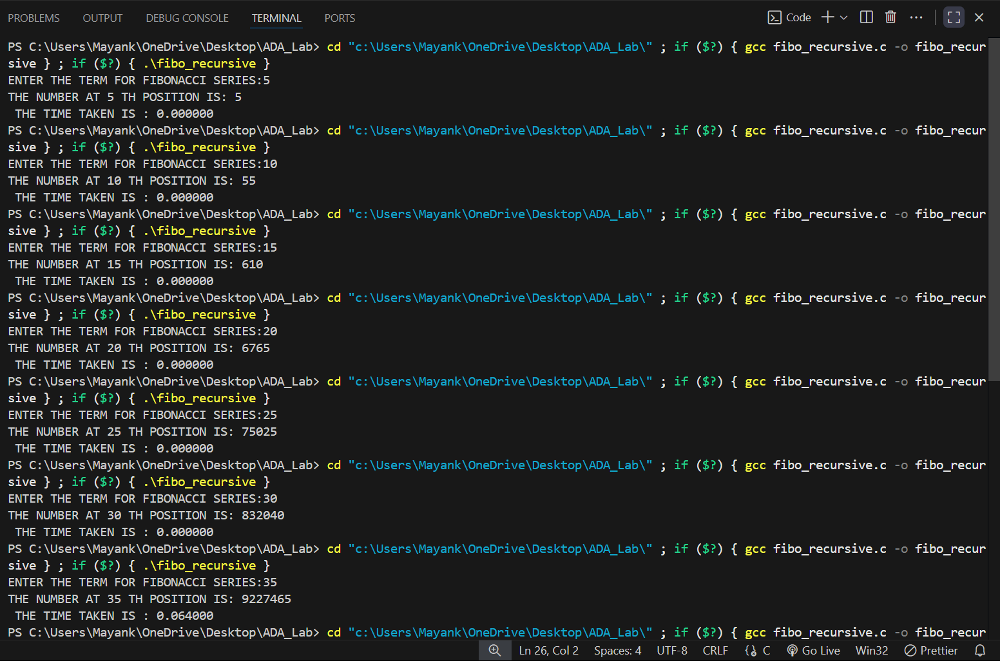 PROBLEMS OUTPUT DEBUG CONSOLE TERMINAL PORTS Code
PS C:\Users\Mayank\OneDrive\Desktop\ADA_Lab> cd "c:\Users\Mayank\OneDrive\Desktop\ADA_Lab\" ; if ($?) { gcc fibo_recursive.c -o fibo_recur
sive } ; if ($?) { .\fibo_recursive }
ENTER THE TERM FOR FIBONACCI SERIES:5
THE NUMBER AT 5 TH POSITION IS: 5
 THE TIME TAKEN IS : 0.000000
PS C:\Users\Mayank\OneDrive\Desktop\ADA_Lab> cd "c:\Users\Mayank\OneDrive\Desktop\ADA_Lab\" ; if ($?) { gcc fibo_recursive.c -o fibo_recur
sive } ; if ($?) { .\fibo_recursive }
ENTER THE TERM FOR FIBONACCI SERIES:10
THE NUMBER AT 10 TH POSITION IS: 55
 THE TIME TAKEN IS : 0.000000
PS C:\Users\Mayank\OneDrive\Desktop\ADA_Lab> cd "c:\Users\Mayank\OneDrive\Desktop\ADA_Lab\" ; if ($?) { gcc fibo_recursive.c -o fibo_recur
sive } ; if ($?) { .\fibo_recursive }
ENTER THE TERM FOR FIBONACCI SERIES:15
THE NUMBER AT 15 TH POSITION IS: 610
 THE TIME TAKEN IS : 0.000000
PS C:\Users\Mayank\OneDrive\Desktop\ADA_Lab> cd "c:\Users\Mayank\OneDrive\Desktop\ADA_Lab\" ; if ($?) { gcc fibo_recursive.c -o fibo_recur
sive } ; if ($?) { .\fibo_recursive }
ENTER THE TERM FOR FIBONACCI SERIES:20
THE NUMBER AT 20 TH POSITION IS: 6765
 THE TIME TAKEN IS : 0.000000
PS C:\Users\Mayank\OneDrive\Desktop\ADA_Lab> cd "c:\Users\Mayank\OneDrive\Desktop\ADA_Lab\" ; if ($?) { gcc fibo_recursive.c -o fibo_recur
sive } ; if ($?) { .\fibo_recursive }
ENTER THE TERM FOR FIBONACCI SERIES:25
THE NUMBER AT 25 TH POSITION IS: 75025
 THE TIME TAKEN IS : 0.000000
PS C:\Users\Mayank\OneDrive\Desktop\ADA_Lab> cd "c:\Users\Mayank\OneDrive\Desktop\ADA_Lab\" ; if ($?) { gcc fibo_recursive.c -o fibo_recur
sive } ; if ($?) { .\fibo_recursive }
ENTER THE TERM FOR FIBONACCI SERIES:30
THE NUMBER AT 30 TH POSITION IS: 832040
 THE TIME TAKEN IS : 0.000000
PS C:\Users\Mayank\OneDrive\Desktop\ADA_Lab> cd "c:\Users\Mayank\OneDrive\Desktop\ADA_Lab\" ; if ($?) { gcc fibo_recursive.c -o fibo_recur
sive } ; if ($?) { .\fibo_recursive }
ENTER THE TERM FOR FIBONACCI SERIES:35
THE NUMBER AT 35 TH POSITION IS: 9227465
 THE TIME TAKEN IS : 0.064000
PS C:\Users\Mayank\OneDrive\Desktop\ADA_Lab> cd "c:\Users\Mayank\OneDrive\Desktop\ADA_Lab\" ; if ($?) { gcc fibo_recursive.c -o fibo_recur
Ln 26, Col 2 Spaces: 4 UTF-8 CRLF C Go Live Win32 Prettier